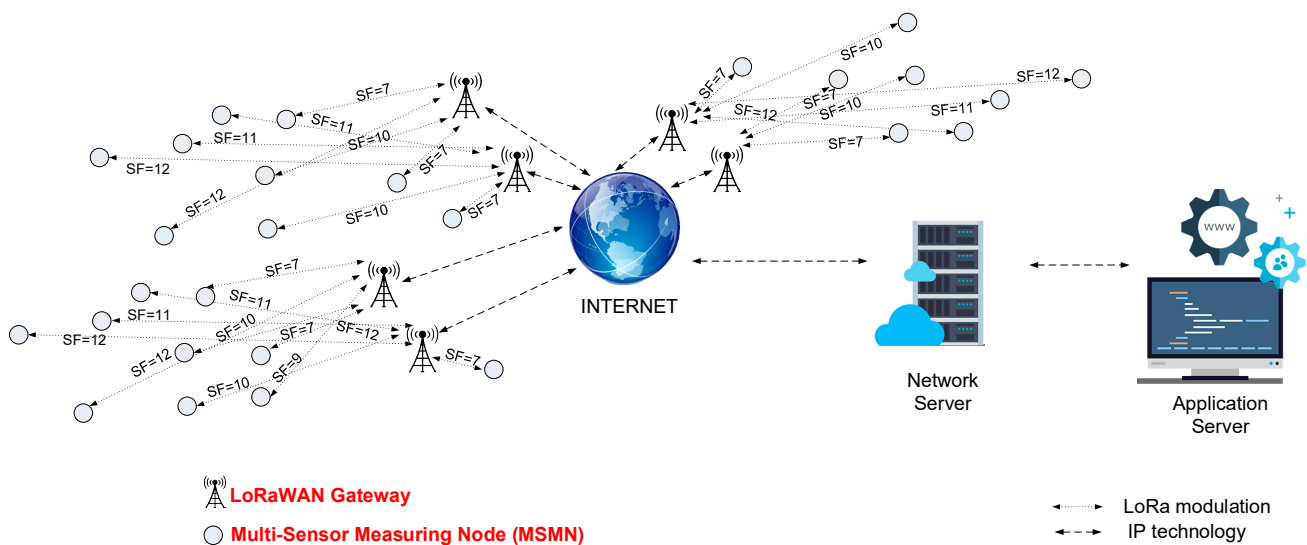 SF=10
SF=7
SF=12
SF=7
SF=7
SF=10
SF=11
SF=12
SF=7
SF=11
SF=10
SF=11
SF=7
SF=12
SF=12
SF=7
SF=10
SF=7
SF=11
SF=11
SF=10
SF=12
SF=7
SF=12
SF=12
SF=9
SF=7
SF=10
INTERNET
www
Network
Server
Application
Server
LoRaWAN Gateway
Multi-Sensor Measuring Node (MSMN)
LoRa modulation
IP technology